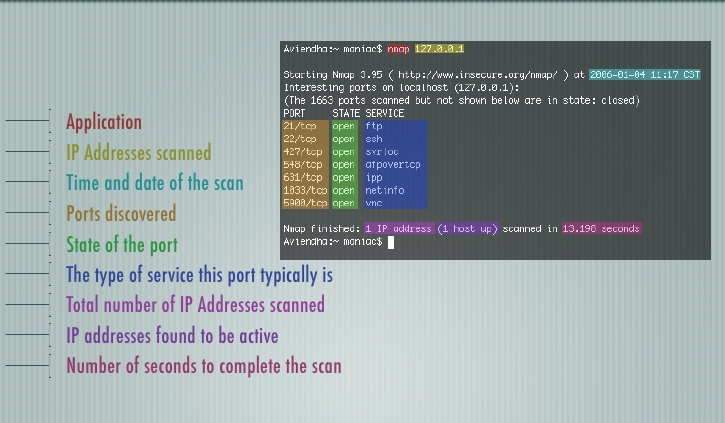 Aviendha:~ maniac$ nmap 127.0.0.1
Starting Nmap 3.95 ( http://www.insecure.org/nmap/ ) at 2006-01-04 11:17 CST
Interesting ports on localhost (127.0.0.1):
(The 1663 ports scanned but not shown below are in state: closed)
PORT STATE SERVICE
21/tcp open ftp
22/tcp open ssh
427/tcp open svrloc
548/tcp open afpovertcp
631/tcp open ipp
1033/tcp open netinfo
5900/tcp open vnc
Nmap finished: 1 IP address (1 host up) scanned in 13.198 seconds
Aviendha:~ maniac$
Application
IP Addresses scanned
Time and date of the scan
Ports discovered
State of the port
The type of service this port typically is
Total number of IP Addresses scanned
IP addresses found to be active
Number of seconds to complete the scan